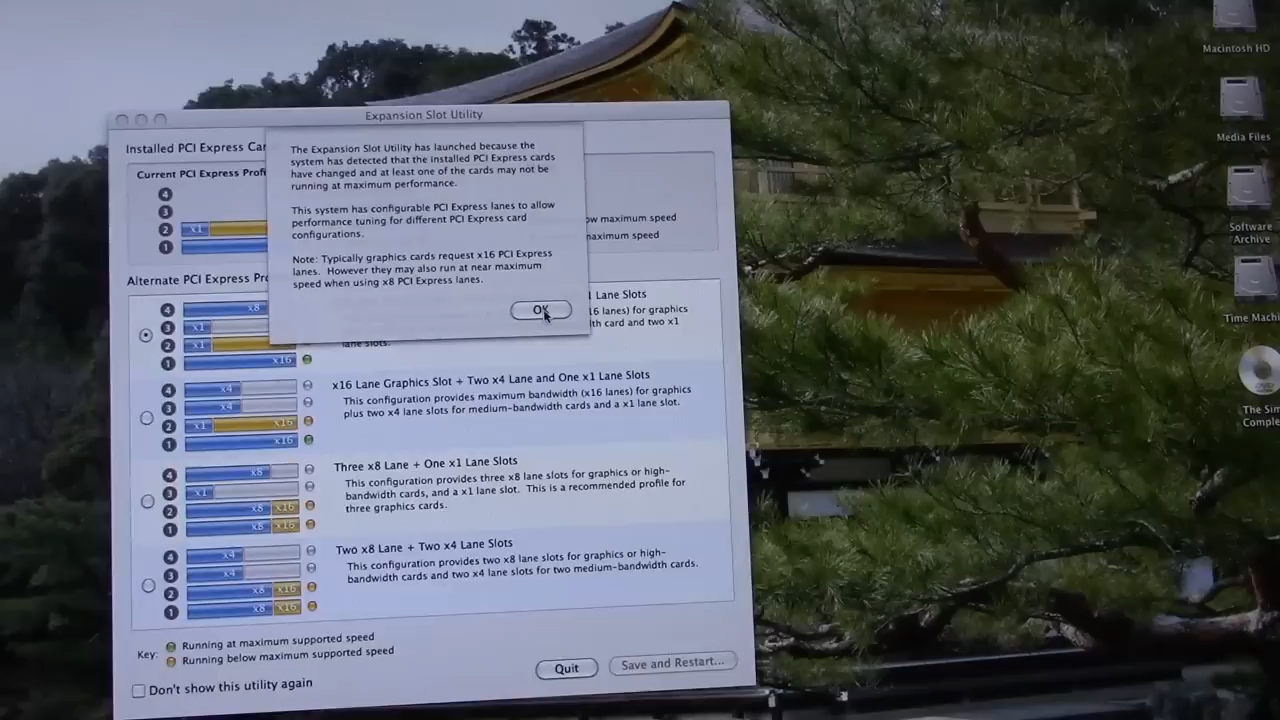 Macintosh HD
Media Files
Software
Archive
Time Machi
The Sim
Comple
Expansion Slot Utility
Installed PCI Express Car
Current PCI Express Profi
4
3
2 x1
1
ow maximum speed
maximum speed
The Expansion Slot Utility has launched because the
system has detected that the installed PCI Express cards
have changed and at least one of the cards may not be
running at maximum performance.
This system has configurable PCI Express lanes to allow
performance tuning for different PCI Express card
configurations.
Note: Typically graphics cards request x16 PCI Express
lanes. However they may also run at near maximum
speed when using x8 PCI Express lanes.
OK
Alternate PCI Express Pro
4 x8
3 x1
2 x1
1 x16
1 Lane Slots
16 lanes) for graphics
th card and two x1
lane slots.
4 x4
3 x4
2 x1 x16
1 x16
x16 Lane Graphics Slot + Two x4 Lane and One x1 Lane Slots
This configuration provides maximum bandwidth (x16 lanes) for graphics
plus two x4 lane slots for medium-bandwidth cards and a x1 lane slot.
4 x8
3 x1
2 x8 x16
1 x8 x16
Three x8 Lane + One x1 Lane Slots
This configuration provides three x8 lane slots for graphics or high-
bandwidth cards, and a x1 lane slot. This is a recommended profile for
three graphics cards.
4 x4
3 x4
2 x8 x16
1 x8 x16
Two x8 Lane + Two x4 Lane Slots
This configuration provides two x8 lane slots for graphics or high-
bandwidth cards and two x4 lane slots for two medium-bandwidth cards.
Key: Running at maximum supported speed
Running below maximum supported speed
Don't show this utility again
Quit
Save and Restart...